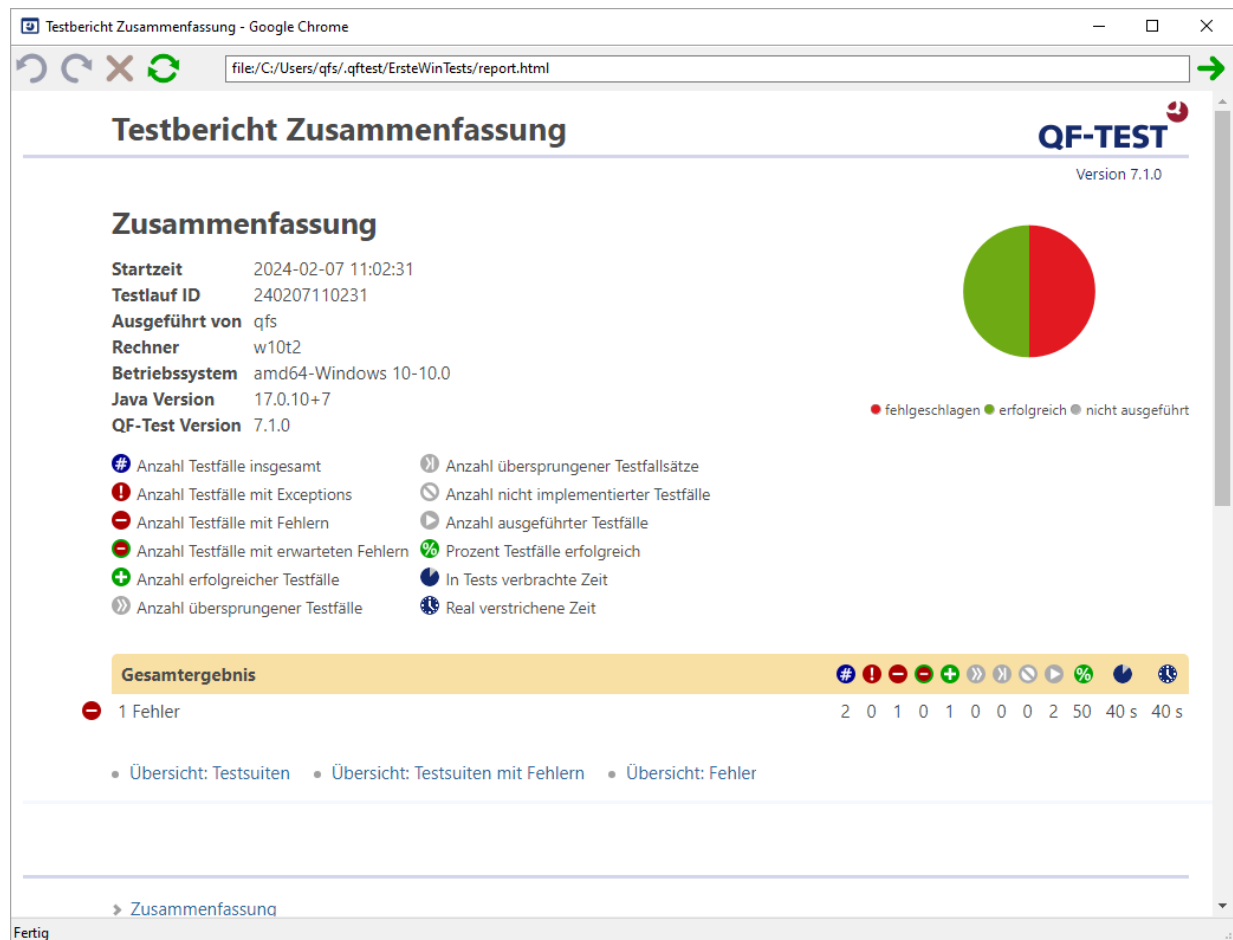 Testbericht Zusammenfassung - Google Chrome
file:/C:/Users/qfs/.qftest/ErsteWinTests/report.html
Testbericht Zusammenfassung
QF-TEST
Version 7.1.0
Zusammenfassung
Startzeit 2024-02-07 11:02:31
Testlauf ID 240207110231
Ausgeführt von qfs
Rechner w10t2
Betriebssystem amd64-Windows 10-10.0
Java Version 17.0.10+7
QF-Test Version 7.1.0
fehlgeschlagen erfolgreich nicht ausgeführt
# Anzahl Testfälle insgesamt Anzahl übersprungener Testfallsätze
! Anzahl Testfälle mit Exceptions Anzahl nicht implementierter Testfälle
Anzahl Testfälle mit Fehlern Anzahl ausgeführter Testfälle
Anzahl Testfälle mit erwarteten Fehlern % Prozent Testfälle erfolgreich
Anzahl erfolgreicher Testfälle In Tests verbrachte Zeit
Anzahl übersprungener Testfälle Real verstrichene Zeit
Gesamtergebnis # ! %
1 Fehler 2 0 1 0 1 0 0 0 2 50 40 s 40 s
Übersicht: Testsuiten Übersicht: Testsuiten mit Fehlern Übersicht: Fehler
Zusammenfassung
Fertig